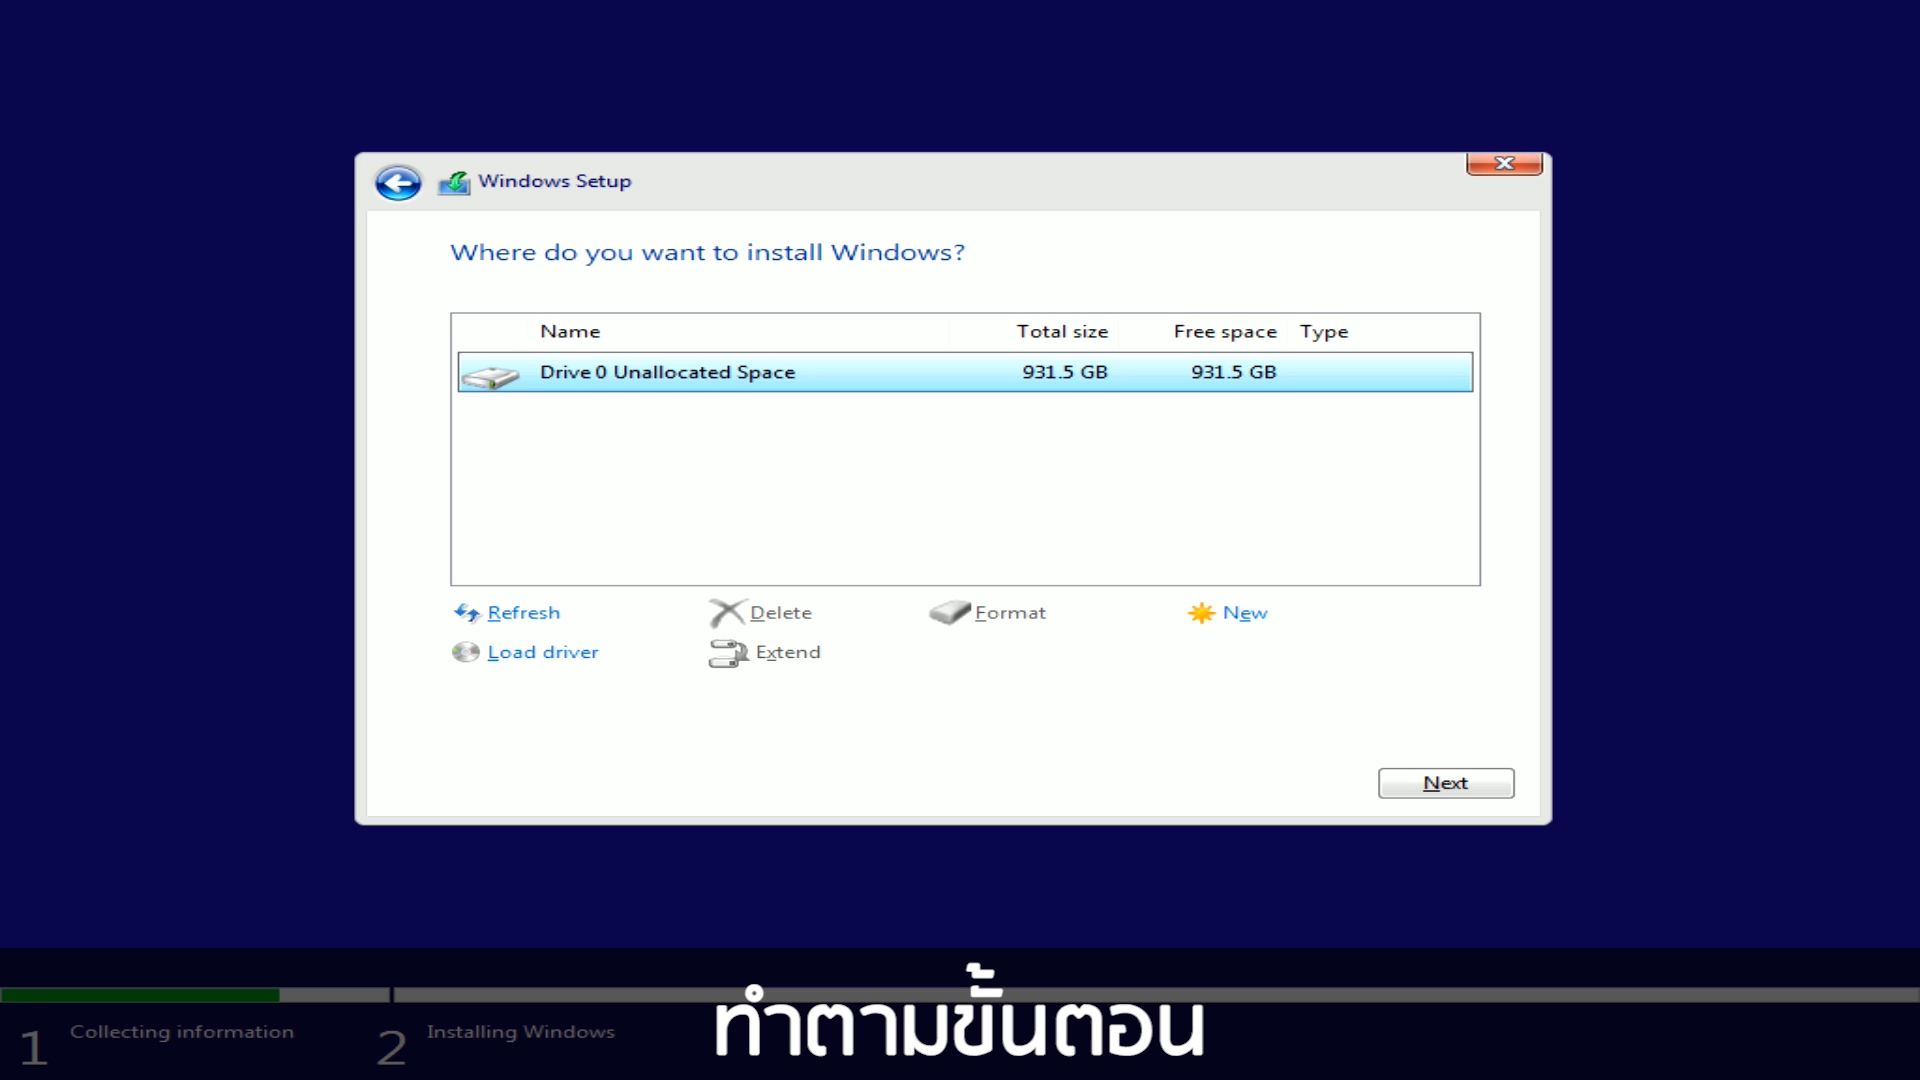 Windows Setup
Where do you want to install Windows?
Name Total size Free space Type
Drive 0 Unallocated Space 931.5 GB 931.5 GB
Refresh Delete Format New
Load driver Extend
Next
1 Collecting information 2 Installing Windows
ทำตามขั้นตอน